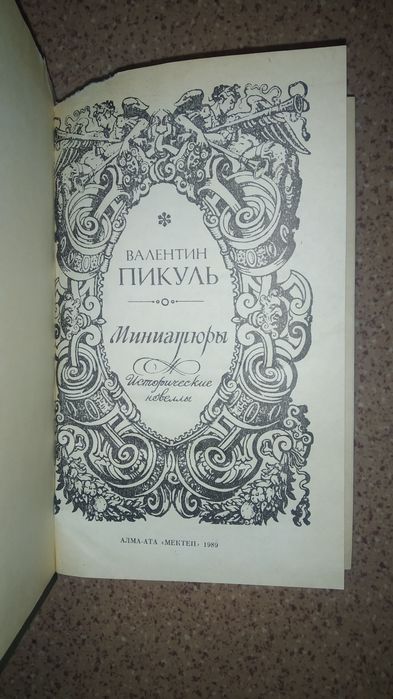 ВАЛЕНТИН
ПИКУЛЬ
Миниатюры
Исторические
новеллы
АЛМА-АТА «МЕКТЕП» 1989